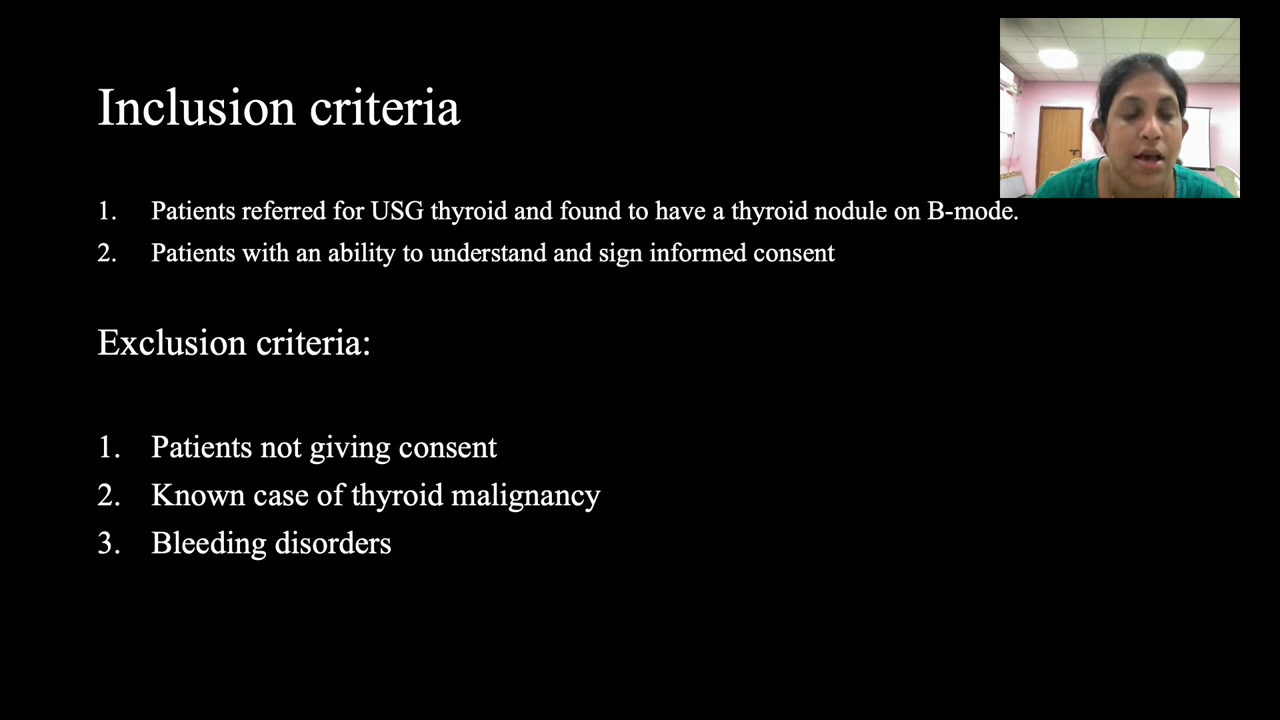 Inclusion criteria
1. Patients referred for USG thyroid and found to have a thyroid nodule on B-mode.
2. Patients with an ability to understand and sign informed consent
Exclusion criteria:
1. Patients not giving consent
2. Known case of thyroid malignancy
3. Bleeding disorders